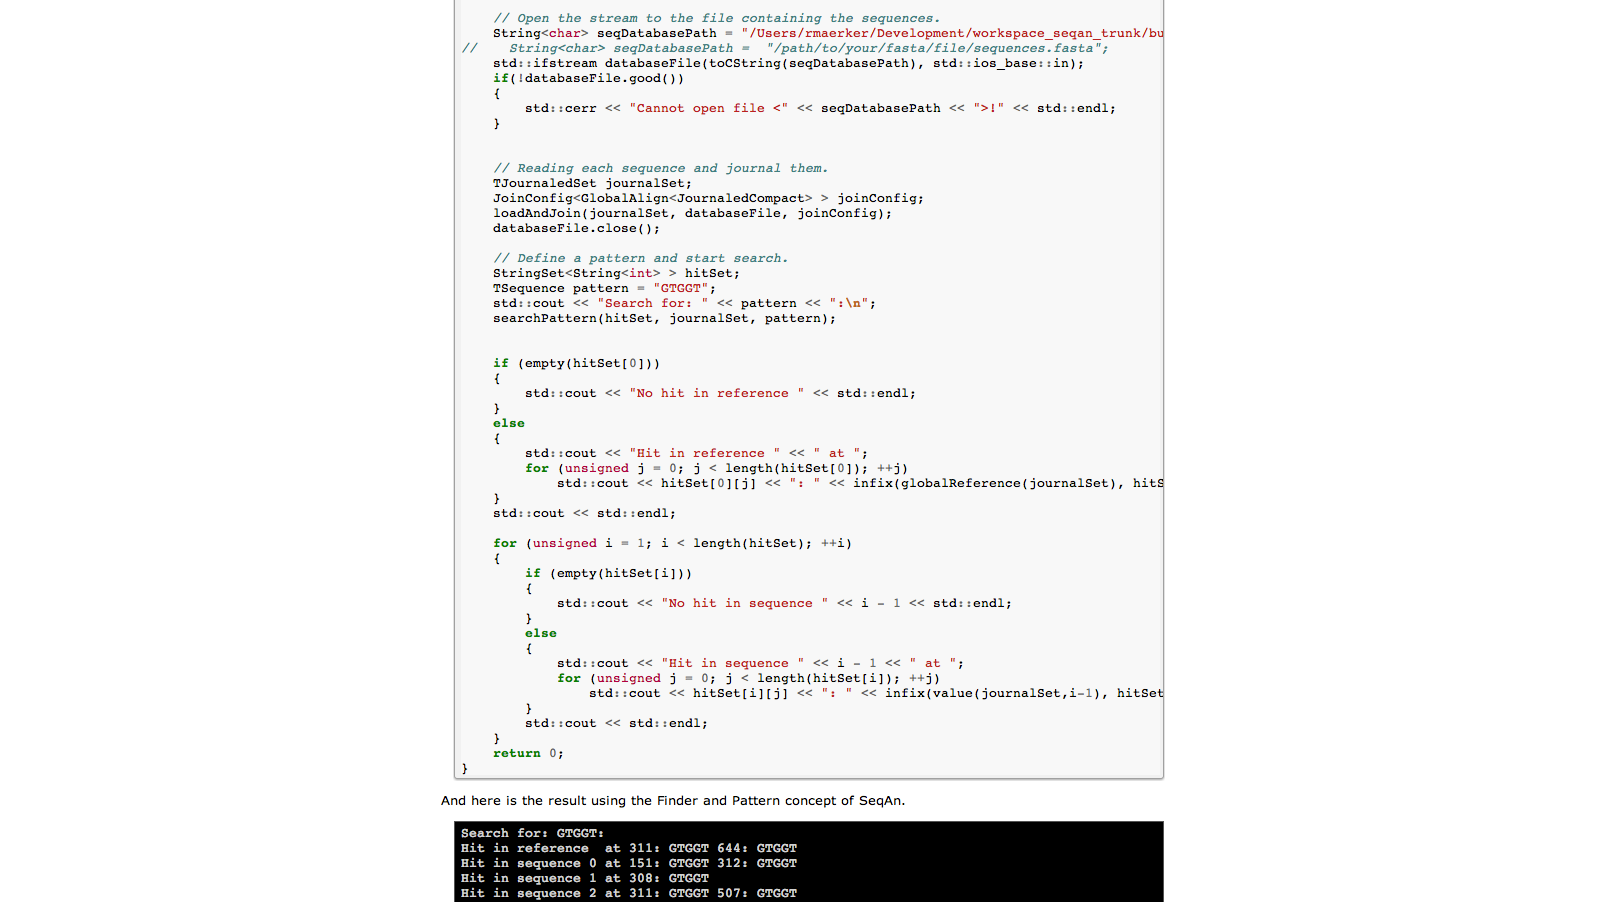 // Open the stream to the file containing the sequences.
String<char> seqDatabasePath = "/Users/rmaerker/Development/workspace_seqan_trunk/bu
//    String<char> seqDatabasePath =  "/path/to/your/fasta/file/sequences.fasta";
std::ifstream databaseFile(toCString(seqDatabasePath), std::ios_base::in);
if(!databaseFile.good())
{
std::cerr << "Cannot open file <" << seqDatabasePath << ">!" << std::endl;
}
// Reading each sequence and journal them.
TJournaledSet journalSet;
JoinConfig<GlobalAlign<JournaledCompact> > joinConfig;
loadAndJoin(journalSet, databaseFile, joinConfig);
databaseFile.close();
// Define a pattern and start search.
StringSet<String<int> > hitSet;
TSequence pattern = "GTGGT";
std::cout << "Search for: " << pattern << ":\n";
searchPattern(hitSet, journalSet, pattern);
if (empty(hitSet[0]))
{
std::cout << "No hit in reference " << std::endl;
}
else
{
std::cout << "Hit in reference " << " at ";
for (unsigned j = 0; j < length(hitSet[0]); ++j)
std::cout << hitSet[0][j] << ": " << infix(globalReference(journalSet), hitS
}
std::cout << std::endl;
for (unsigned i = 1; i < length(hitSet); ++i)
{
if (empty(hitSet[i]))
{
std::cout << "No hit in sequence " << i - 1 << std::endl;
}
else
{
std::cout << "Hit in sequence " << i - 1 << " at ";
for (unsigned j = 0; j < length(hitSet[i]); ++j)
std::cout << hitSet[i][j] << ": " << infix(value(journalSet,i-1), hitSet
}
std::cout << std::endl;
}
return 0;
}
And here is the result using the Finder and Pattern concept of SeqAn.
Search for: GTGGT:
Hit in reference  at 311: GTGGT 644: GTGGT
Hit in sequence 0 at 151: GTGGT 312: GTGGT
Hit in sequence 1 at 308: GTGGT
Hit in sequence 2 at 311: GTGGT 507: GTGGT